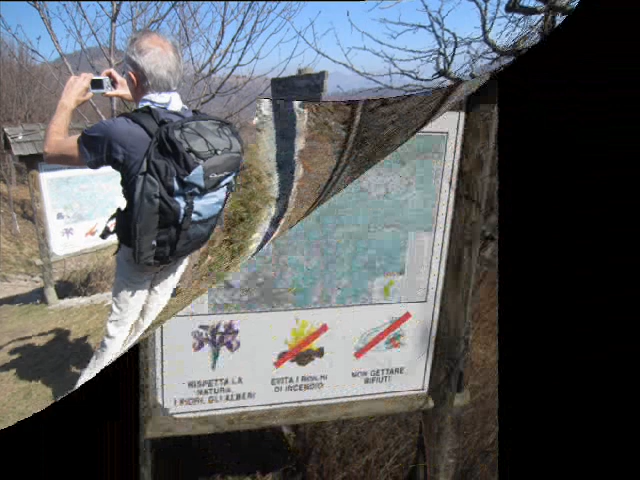 RISPETTA LA
NATURA
I FIORI, GLI ALBERI
EVITA I RISCHI
DI INCENDIO
NON GETTARE
RIFIUTI